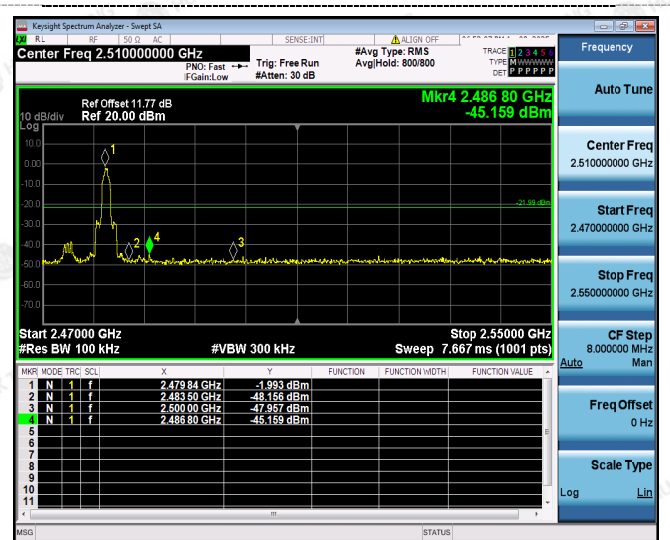 Keysight Spectrum Analyzer - Swept SA
RL RF 50 Ω AC SENSE:INT ALIGN OFF
Center Freq 2.510000000 GHz #Avg Type: RMS TRACE 1 2 3 4 5 6
PNO: Fast Trig: Free Run Avg|Hold: 800/800 TYPE M WWWWW
IFGain:Low #Atten: 30 dB DET P P P P P
Mkr4 2.486 80 GHz
Ref Offset 11.77 dB
10 dB/div Ref 20.00 dBm -45.159 dBm
Log
10.0
0.00
-10.0
-20.0
-30.0
-40.0
-50.0
-60.0
-70.0
1
2
4
3
-21.99 dBm
Start 2.47000 GHz Stop 2.55000 GHz
#Res BW 100 kHz #VBW 300 kHz Sweep 7.667 ms (1001 pts)
MKR MODE TRC SCL X Y FUNCTION FUNCTION WIDTH FUNCTION VALUE
1 N 1 f 2.479 84 GHz -1.993 dBm
2 N 1 f 2.483 50 GHz -48.156 dBm
3 N 1 f 2.500 00 GHz -47.957 dBm
4 N 1 f 2.486 80 GHz -45.159 dBm
5
6
7
8
9
10
11
MSG STATUS
Frequency
Auto Tune
Center Freq
2.510000000 GHz
Start Freq
2.470000000 GHz
Stop Freq
2.550000000 GHz
CF Step
8.000000 MHz
Auto Man
Freq Offset
0 Hz
Scale Type
Log Lin